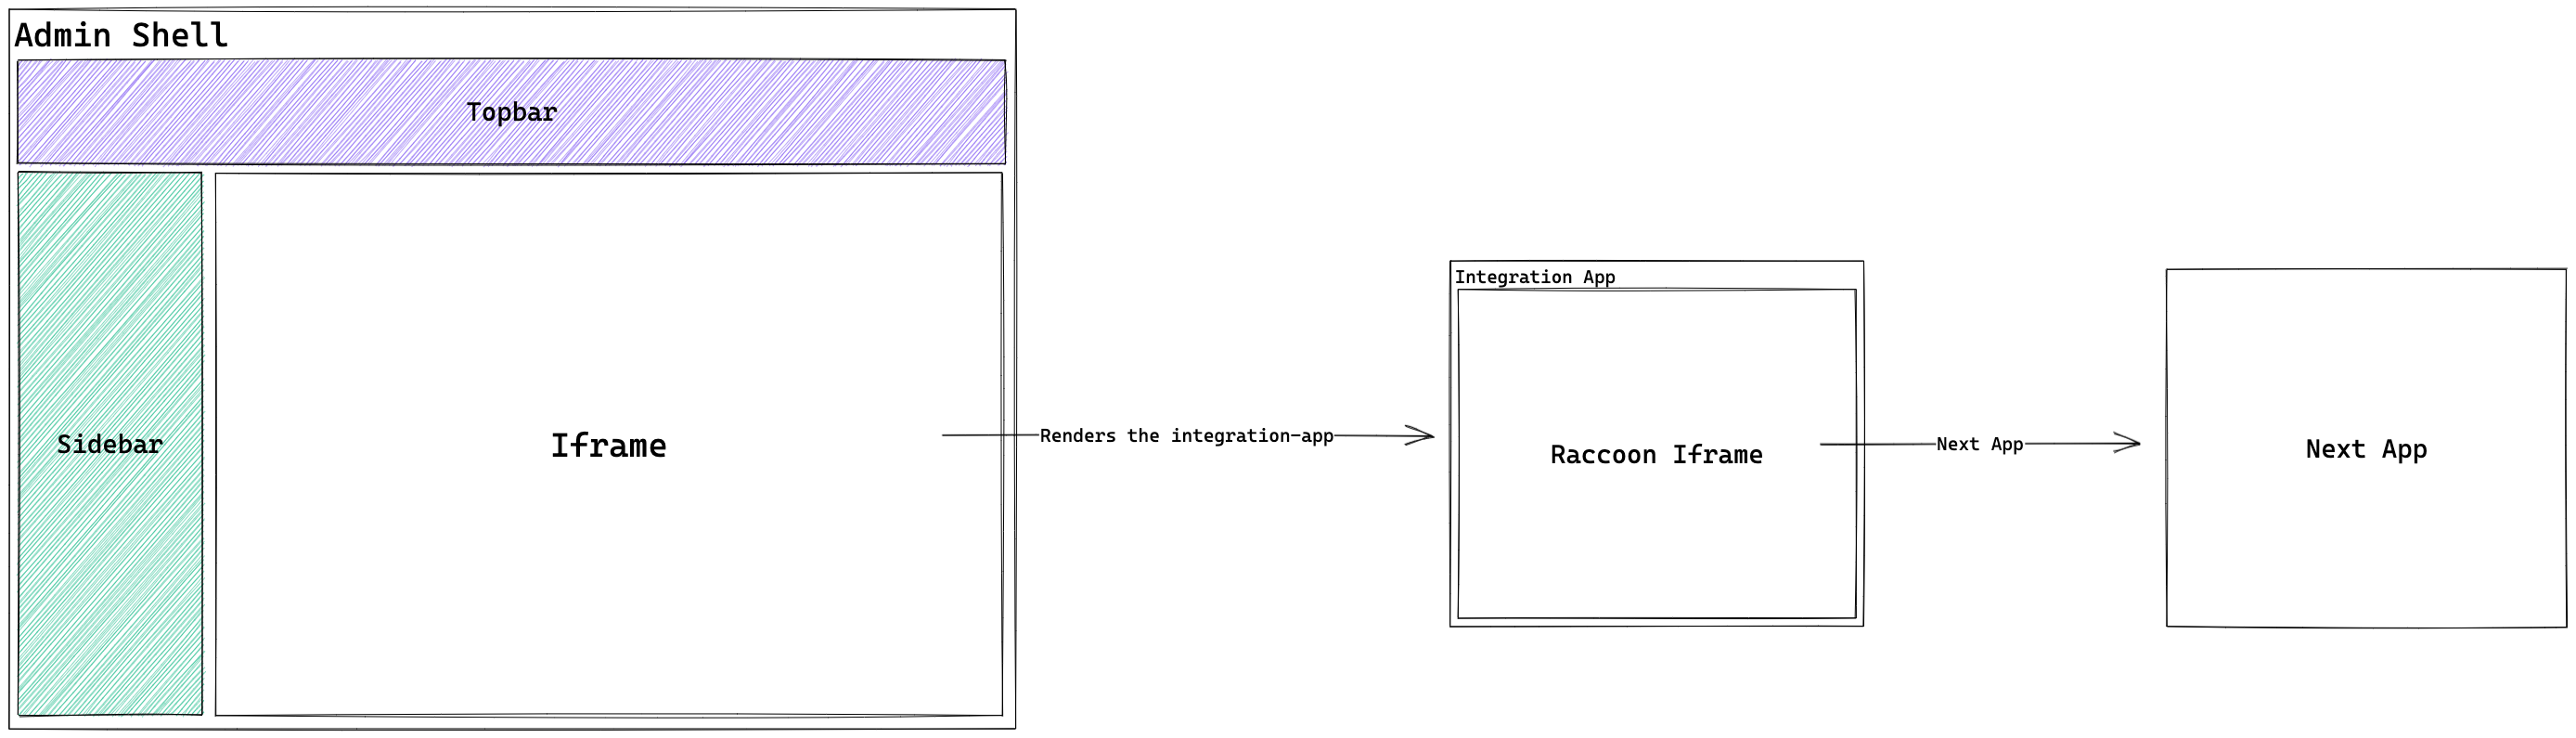 Admin Shell
Topbar
Sidebar
Iframe
Renders the integration-app
Integration App
Raccoon Iframe
Next App
Next App